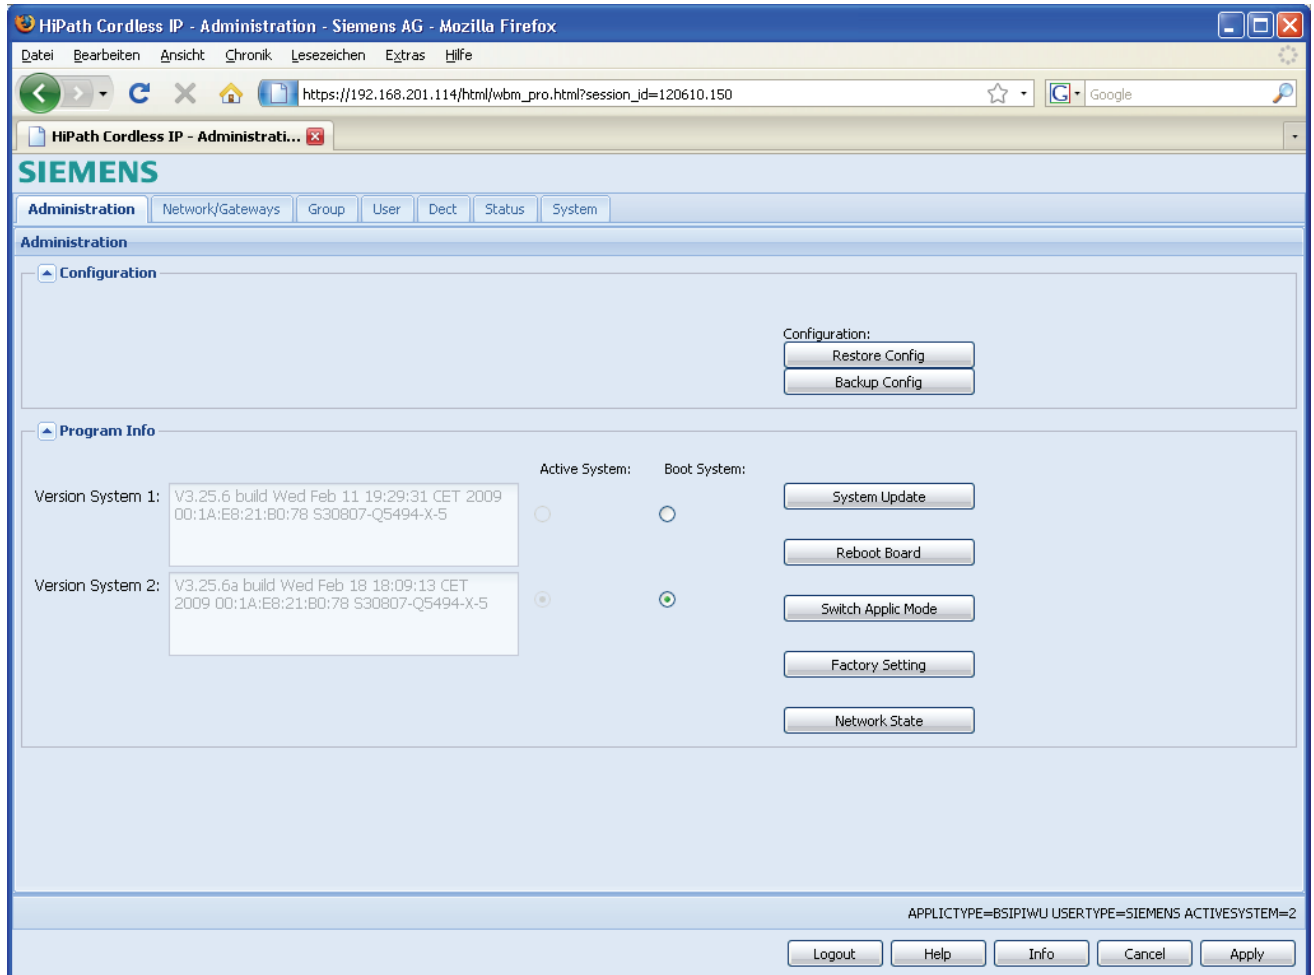 HiPath Cordless IP - Administration - Siemens AG - Mozilla Firefox
Datei Bearbeiten Ansicht Chronik Lesezeichen Extras Hilfe
https://192.168.201.114/html/wbm_pro.html?session_id=120610.150
G Google
HiPath Cordless IP - Administrati...
SIEMENS
Administration Network/Gateways Group User Dect Status System
Administration
Configuration
Configuration:
Restore Config
Backup Config
Program Info
Active System: Boot System:
Version System 1: V3.25.6 build Wed Feb 11 19:29:31 CET 2009
00:1A:E8:21:B0:78 S30807-Q5494-X-5
System Update
Reboot Board
Version System 2: V3.25.6a build Wed Feb 18 18:09:13 CET
2009 00:1A:E8:21:B0:78 S30807-Q5494-X-5
Switch Applic Mode
Factory Setting
Network State
APPLICTYPE=BSIPIWU USERTYPE=SIEMENS ACTIVESYSTEM=2
Logout Help Info Cancel Apply